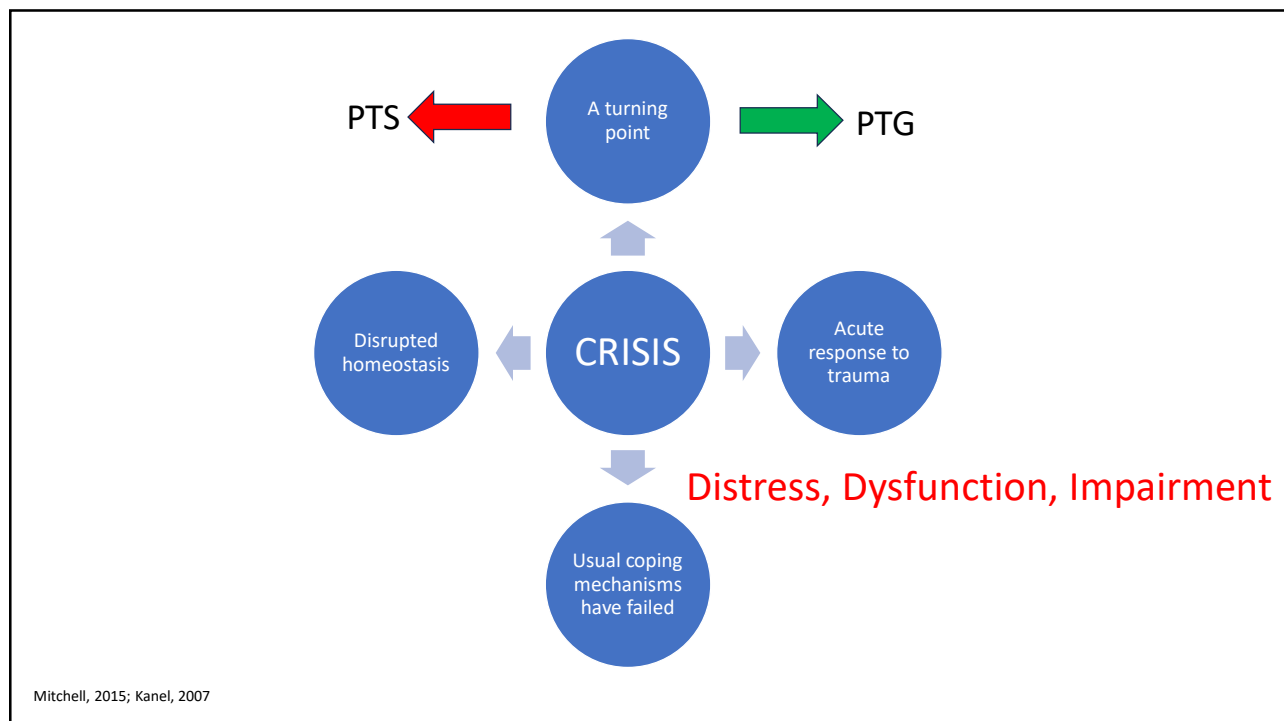 A turning
point
PTS
PTG
Disrupted
homeostasis
CRISIS
Acute
response to
trauma
Distress, Dysfunction, Impairment
Usual coping
mechanisms
have failed
Mitchell, 2015; Kanel, 2007